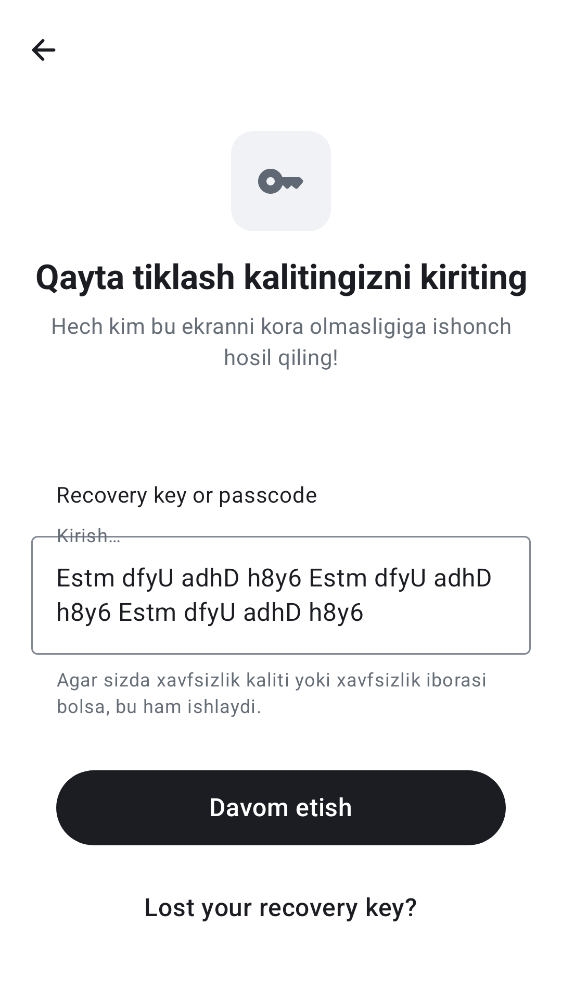 Qayta tiklash kalitingizni kiriting
Hech kim bu ekranni kora olmasligiga ishonch
hosil qiling!
Recovery key or passcode
Kirish…
Estm dfyU adhD h8y6 Estm dfyU adhD
h8y6 Estm dfyU adhD h8y6
Agar sizda xavfsizlik kaliti yoki xavfsizlik iborasi
bolsa, bu ham ishlaydi.
Davom etish
Lost your recovery key?